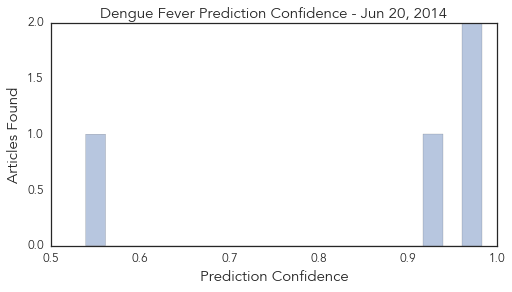 Dengue Fever Prediction Confidence - Jun 20, 2014
Articles Found
2.0
1.5
1.0
0.5
0.0
0.5 0.6 0.7 0.8 0.9 1.0
Prediction Confidence